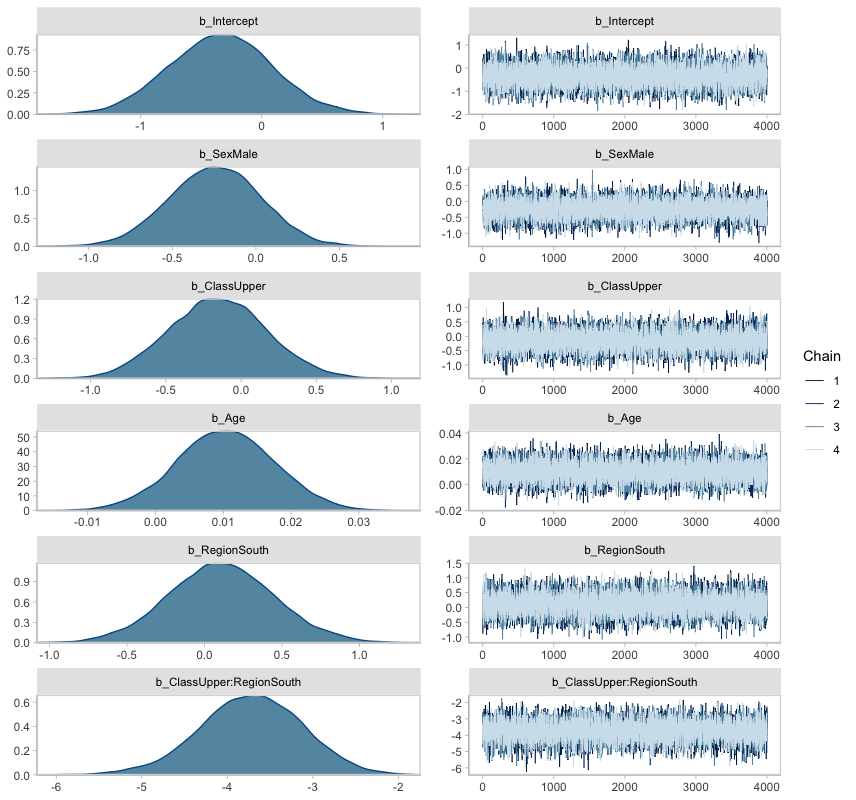 b_Intercept
0.75
0.50
0.25
0.00
-1 0 1
b_Intercept
1
0
-1
-2
0 1000 2000 3000 4000
b_SexMale
1.0
0.5
0.0
-1.0 -0.5 0.0 0.5
b_SexMale
1.0
0.5
0.0
-0.5
-1.0
0 1000 2000 3000 4000
b_ClassUpper
1.2
0.9
0.6
0.3
0.0
-1.0 -0.5 0.0 0.5 1.0
b_ClassUpper
1.0
0.5
0.0
-0.5
-1.0
0 1000 2000 3000 4000
b_Age
50
40
30
20
10
0
-0.01 0.00 0.01 0.02 0.03
b_Age
0.04
0.02
0.00
-0.02
0 1000 2000 3000 4000
b_RegionSouth
0.9
0.6
0.3
0.0
-1.0 -0.5 0.0 0.5 1.0
b_RegionSouth
1.5
1.0
0.5
0.0
-0.5
-1.0
0 1000 2000 3000 4000
b_ClassUpper:RegionSouth
0.6
0.4
0.2
0.0
-6 -5 -4 -3 -2
b_ClassUpper:RegionSouth
-2
-3
-4
-5
-6
0 1000 2000 3000 4000
Chain
1
2
3
4